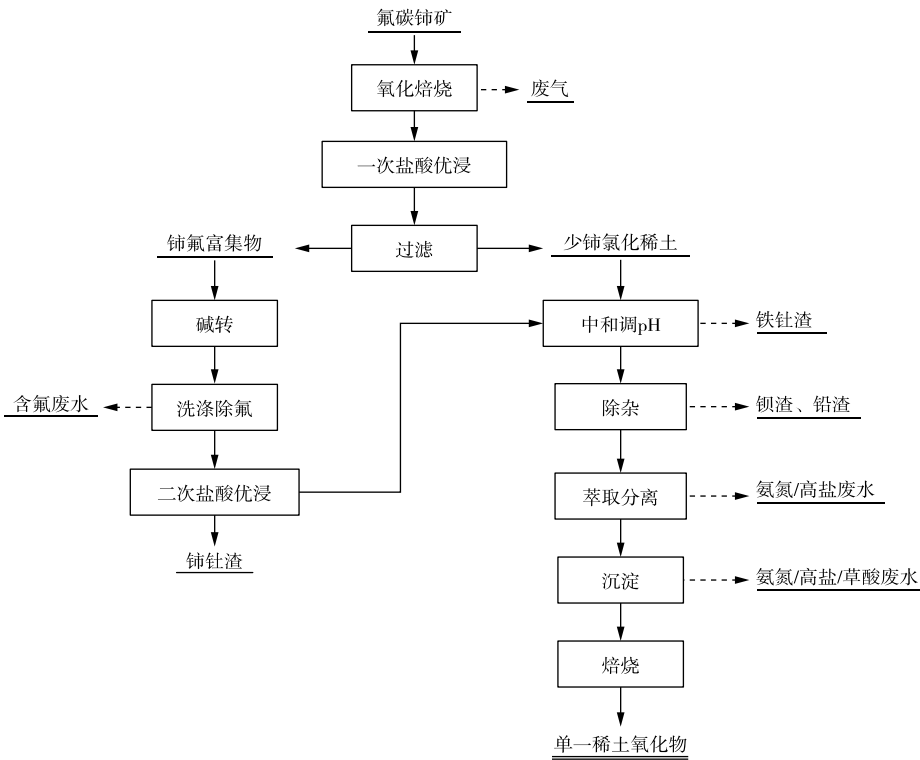 氟碳铈矿
氧化焙烧
废气
一次盐酸优浸
铈氟富集物
过滤
少铈氯化稀土
碱转
中和调pH
铁钍渣
含氟废水
洗涤除氟
除杂
钡渣、铅渣
二次盐酸优浸
萃取分离
氨氮/高盐废水
铈钍渣
沉淀
氨氮/高盐/草酸废水
焙烧
单一稀土氧化物